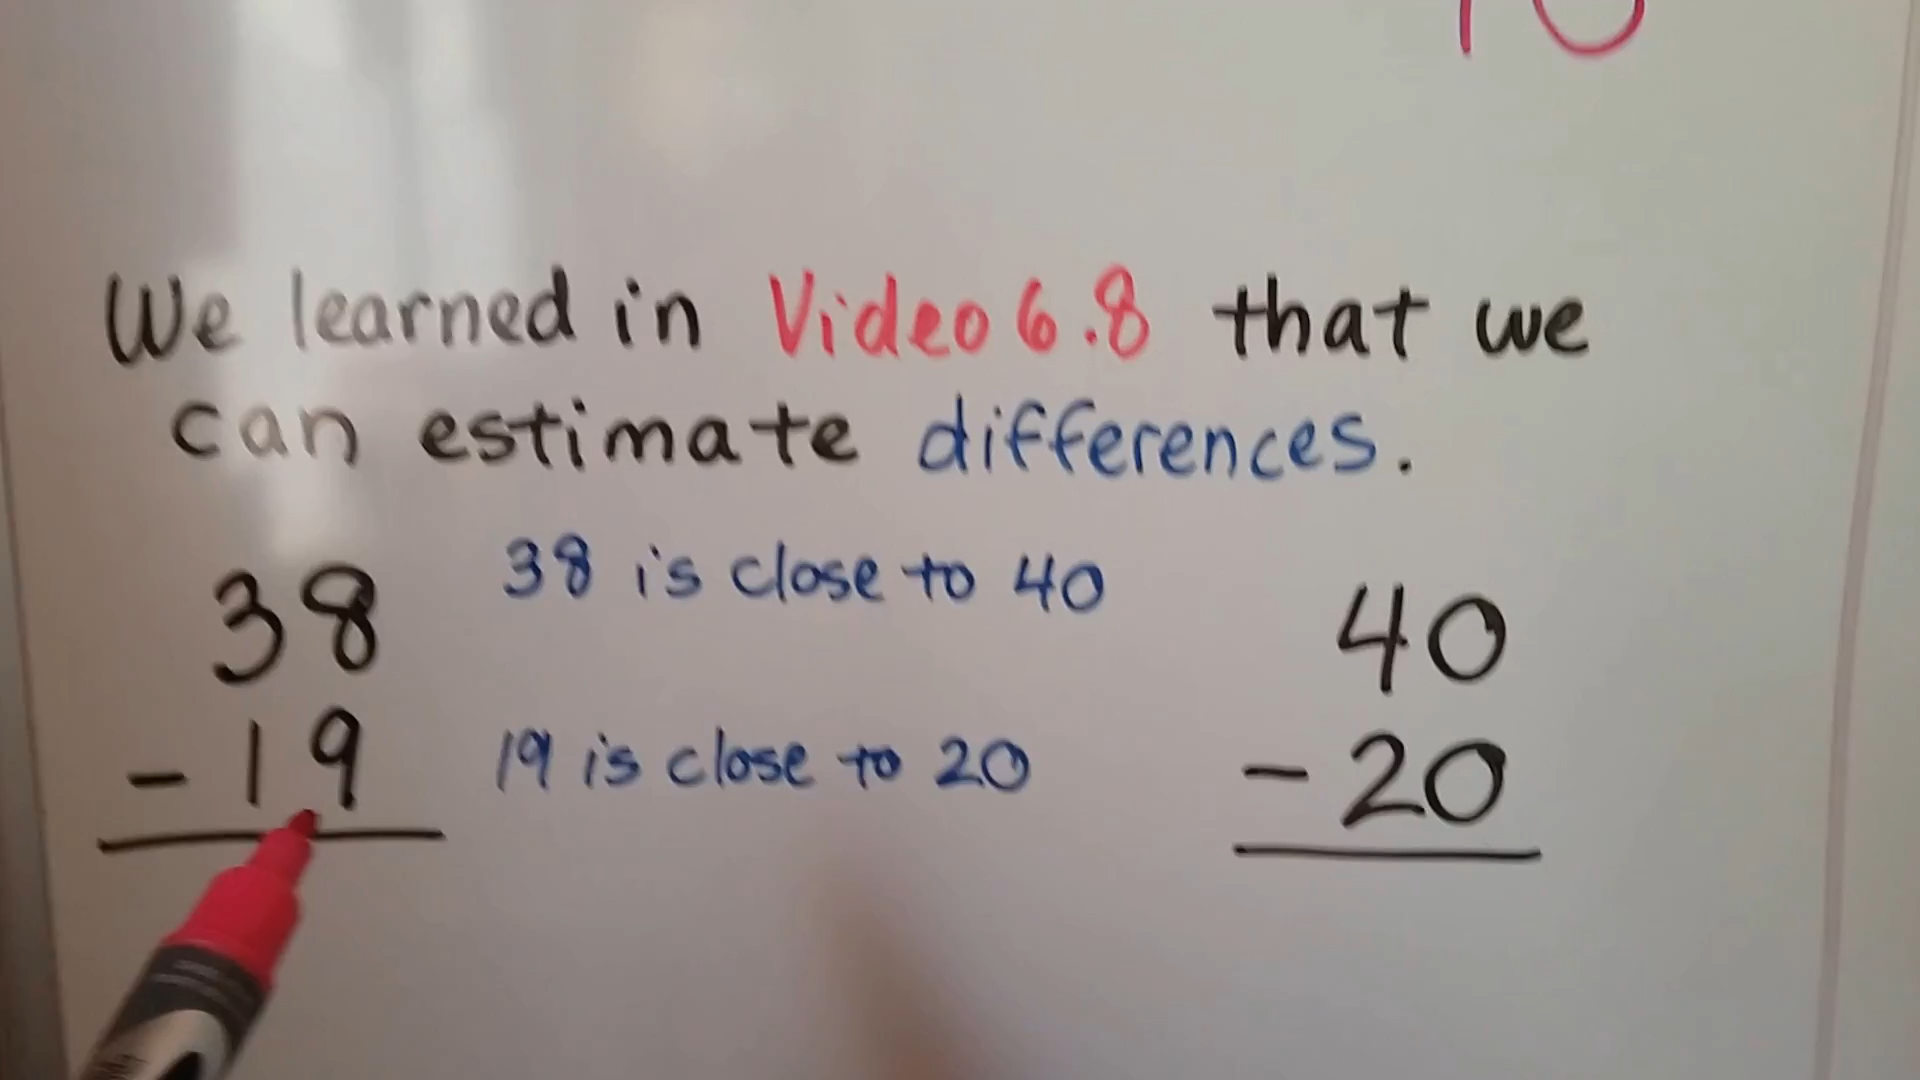 We learned in Video 6.8 that we
can estimate differences.
38 38 is close to 40 40
- 19 19 is close to 20 - 20